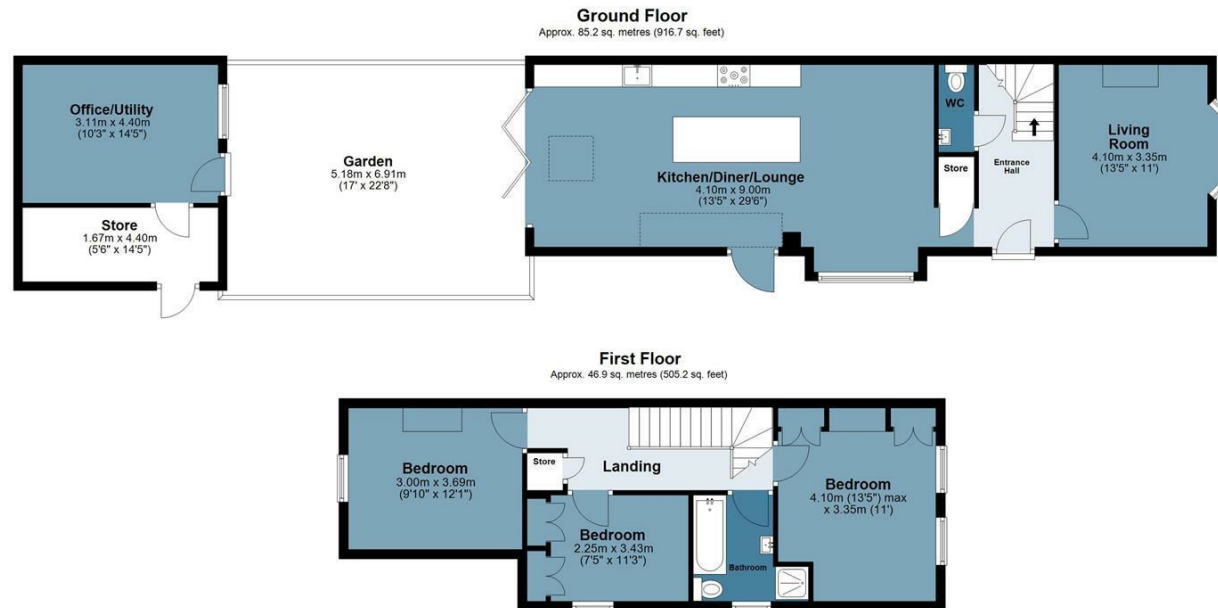 Ground Floor
Approx. 85.2 sq. metres (916.7 sq. feet)
Office/Utility
3.11m x 4.40m
(10'3" x 14'5")
Store
1.67m x 4.40m
(5'6" x 14'5")
Garden
5.18m x 6.91m
(17' x 22'8")
Kitchen/Diner/Lounge
4.10m x 9.00m
(13'5" x 29'6")
WC
Store
Entrance
Hall
Living
Room
4.10m x 3.35m
(13'5" x 11')
First Floor
Approx. 46.9 sq. metres (505.2 sq. feet)
Bedroom
3.00m x 3.69m
(9'10" x 12'1")
Store
Landing
Bedroom
2.25m x 3.43m
(7'5" x 11'3")
Bathroom
Bedroom
4.10m (13'5") max
x 3.35m (11')